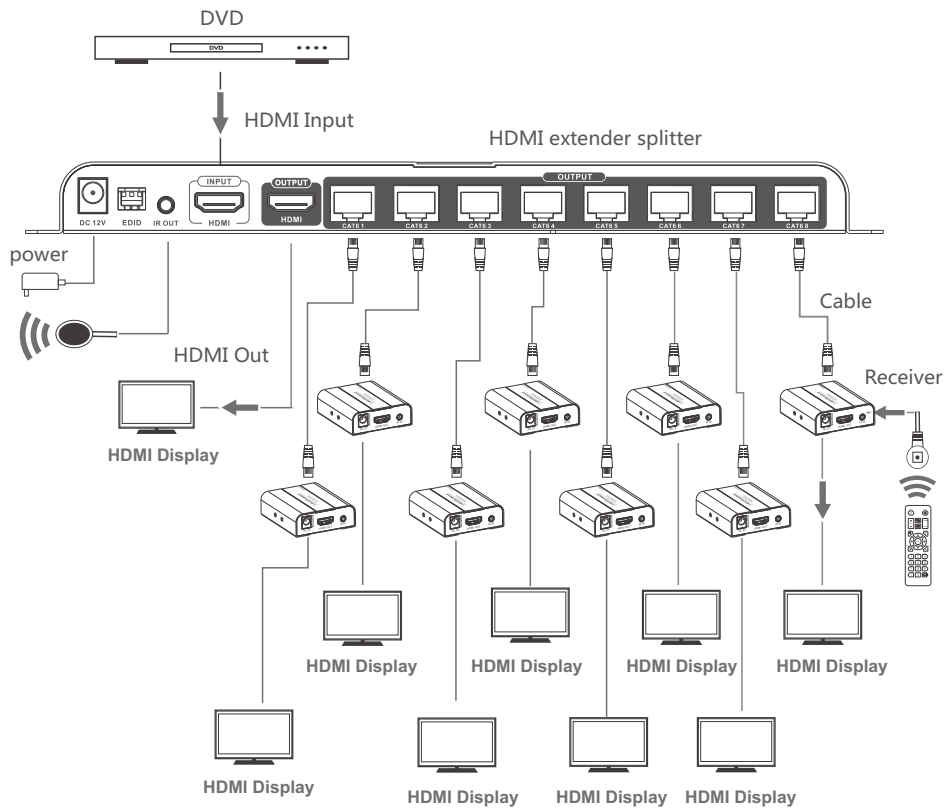 DVD
DVD
HDMI Input
HDMI extender splitter
INPUT
OUTPUT
OUTPUT
DC 12V
EDID
IR OUT
HDMI
HDMI
CAT6 1
CAT6 2
CAT6 3
CAT6 4
CAT6 5
CAT6 6
CAT6 7
CAT6 8
power
Cable
HDMI Out
Receiver
HDMI Display
HDMI Display
HDMI Display
HDMI Display
HDMI Display
HDMI Display
HDMI Display
HDMI Display
HDMI Display